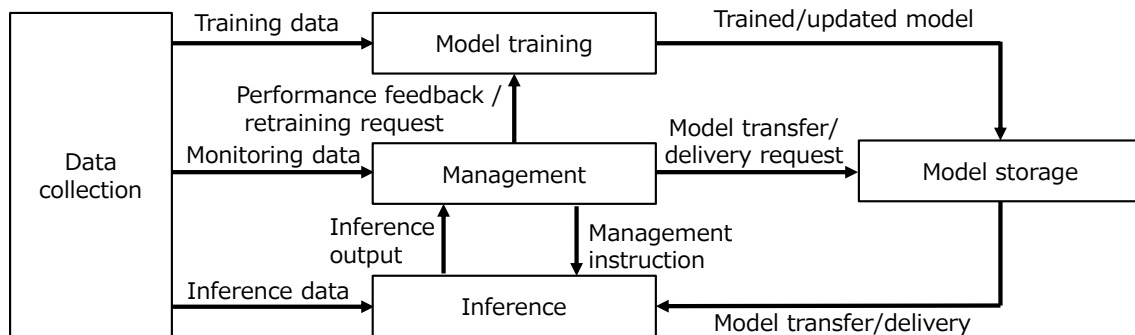 Training data
Model training
Trained/updated model
Performance feedback /
retraining request
Model transfer/
delivery request
Data
collection
Monitoring data
Management
Model storage
Inference
output
Management
instruction
Inference data
Inference
Model transfer/delivery